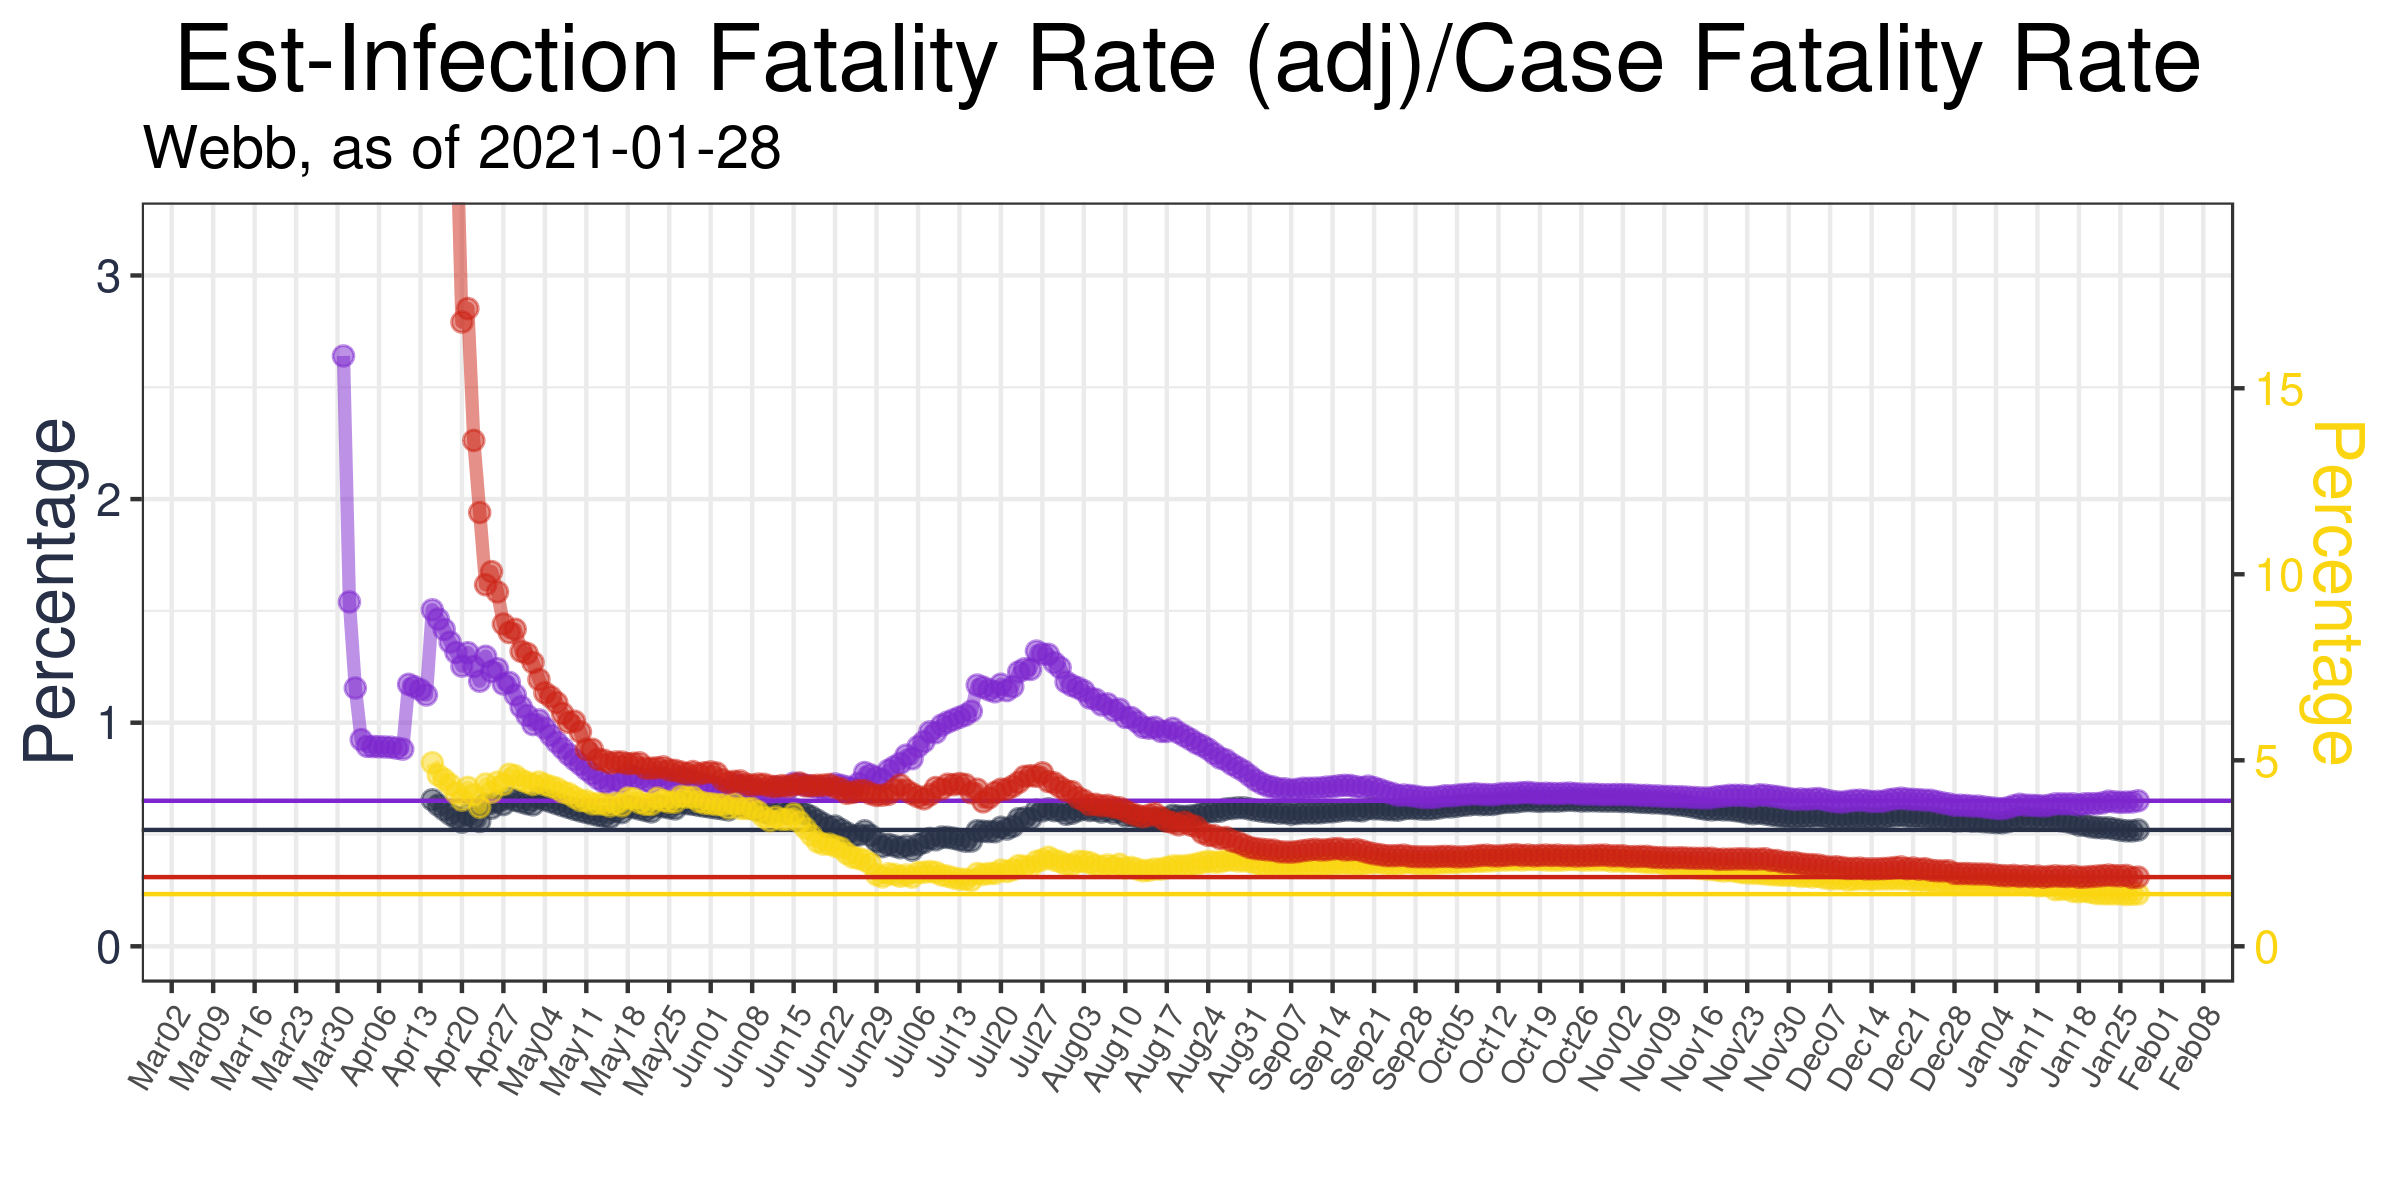 Est-Infection Fatality Rate (adj)/Case Fatality Rate
Webb, as of 2021-01-28
Percentage
3
2
1
0
15
10
5
0
Percentage
Mar02
Mar09
Mar16
Mar23
Mar30
Apr06
Apr13
Apr20
Apr27
May04
May11
May18
May25
Jun01
Jun08
Jun15
Jun22
Jun29
Jul06
Jul13
Jul20
Jul27
Aug03
Aug10
Aug17
Aug24
Aug31
Sep07
Sep14
Sep21
Sep28
Oct05
Oct12
Oct19
Oct26
Nov02
Nov09
Nov16
Nov23
Nov30
Dec07
Dec14
Dec21
Dec28
Jan04
Jan11
Jan18
Jan25
Feb01
Feb08